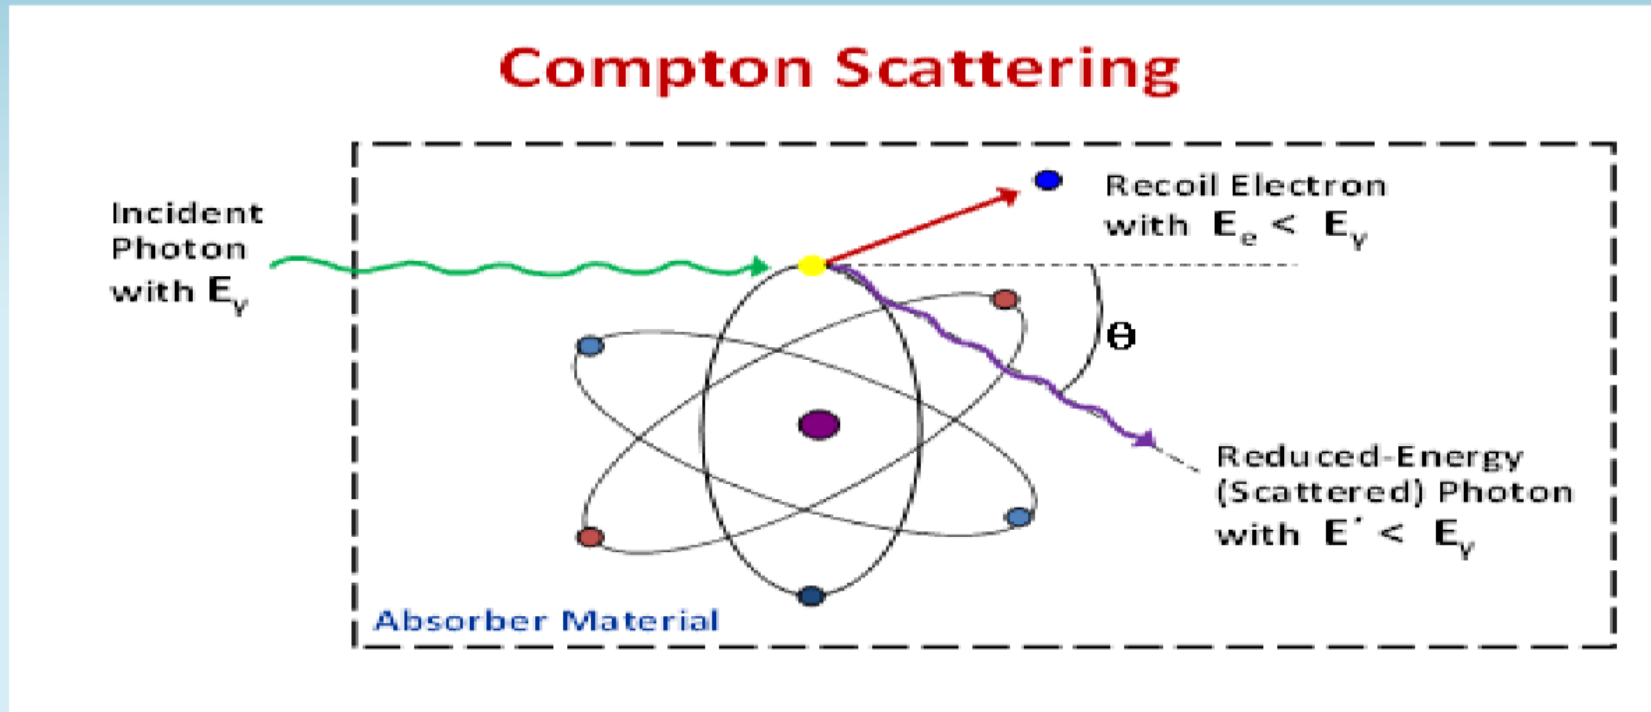 Compton Scattering
Incident
Photon
with Eγ
Recoil Electron
with Ee < Eγ
θ
Reduced-Energy
(Scattered) Photon
with E' < Eγ
Absorber Material